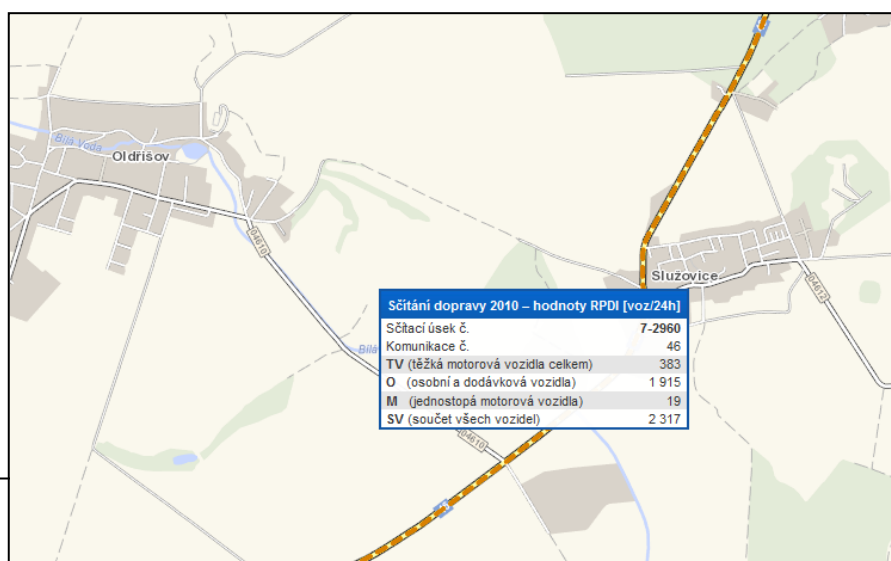 Bílá Voda
Oldřišov
04610
Služovice
04612
Sčítání dopravy 2010 – hodnoty RPDI [voz/24h]
Sčítací úsek č. 7-2960
Komunikace č. 46
TV (těžká motorová vozidla celkem) 383
O (osobní a dodávková vozidla) 1 915
M (jednostopá motorová vozidla) 19
SV (součet všech vozidel) 2 317
Bílá
04610